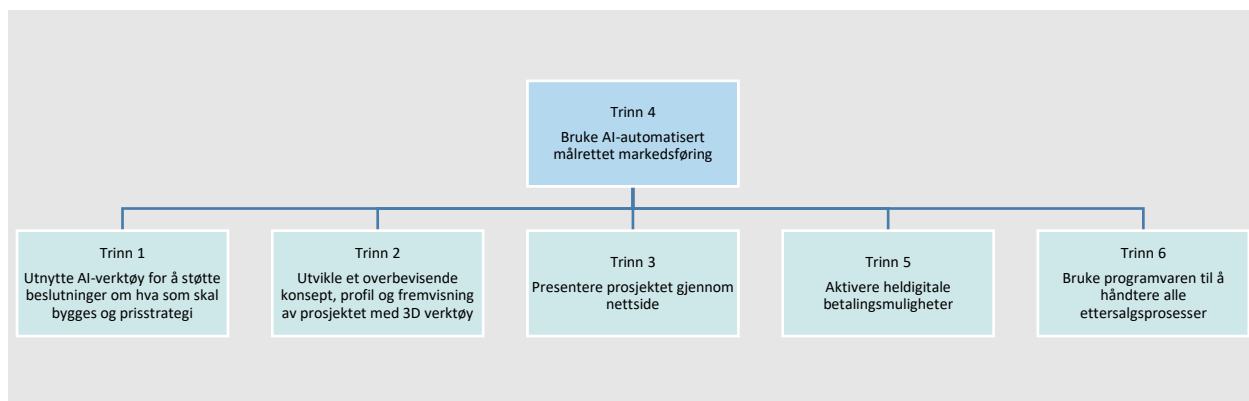 Trinn 4
Bruke AI-automatisert
målrettet markedsføring
Trinn 1
Utnytte AI-verktøy for å støtte
beslutninger om hva som skal
bygges og prisstrategi
Trinn 2
Utvikle et overbevisende
konsept, profil og fremvisning
av prosjektet med 3D verktøy
Trinn 3
Presentere prosjektet gjennom
nettside
Trinn 5
Aktivere heldigitale
betalingsmuligheter
Trinn 6
Bruke programvaren til å
håndtere alle
ettersalgsprosesser